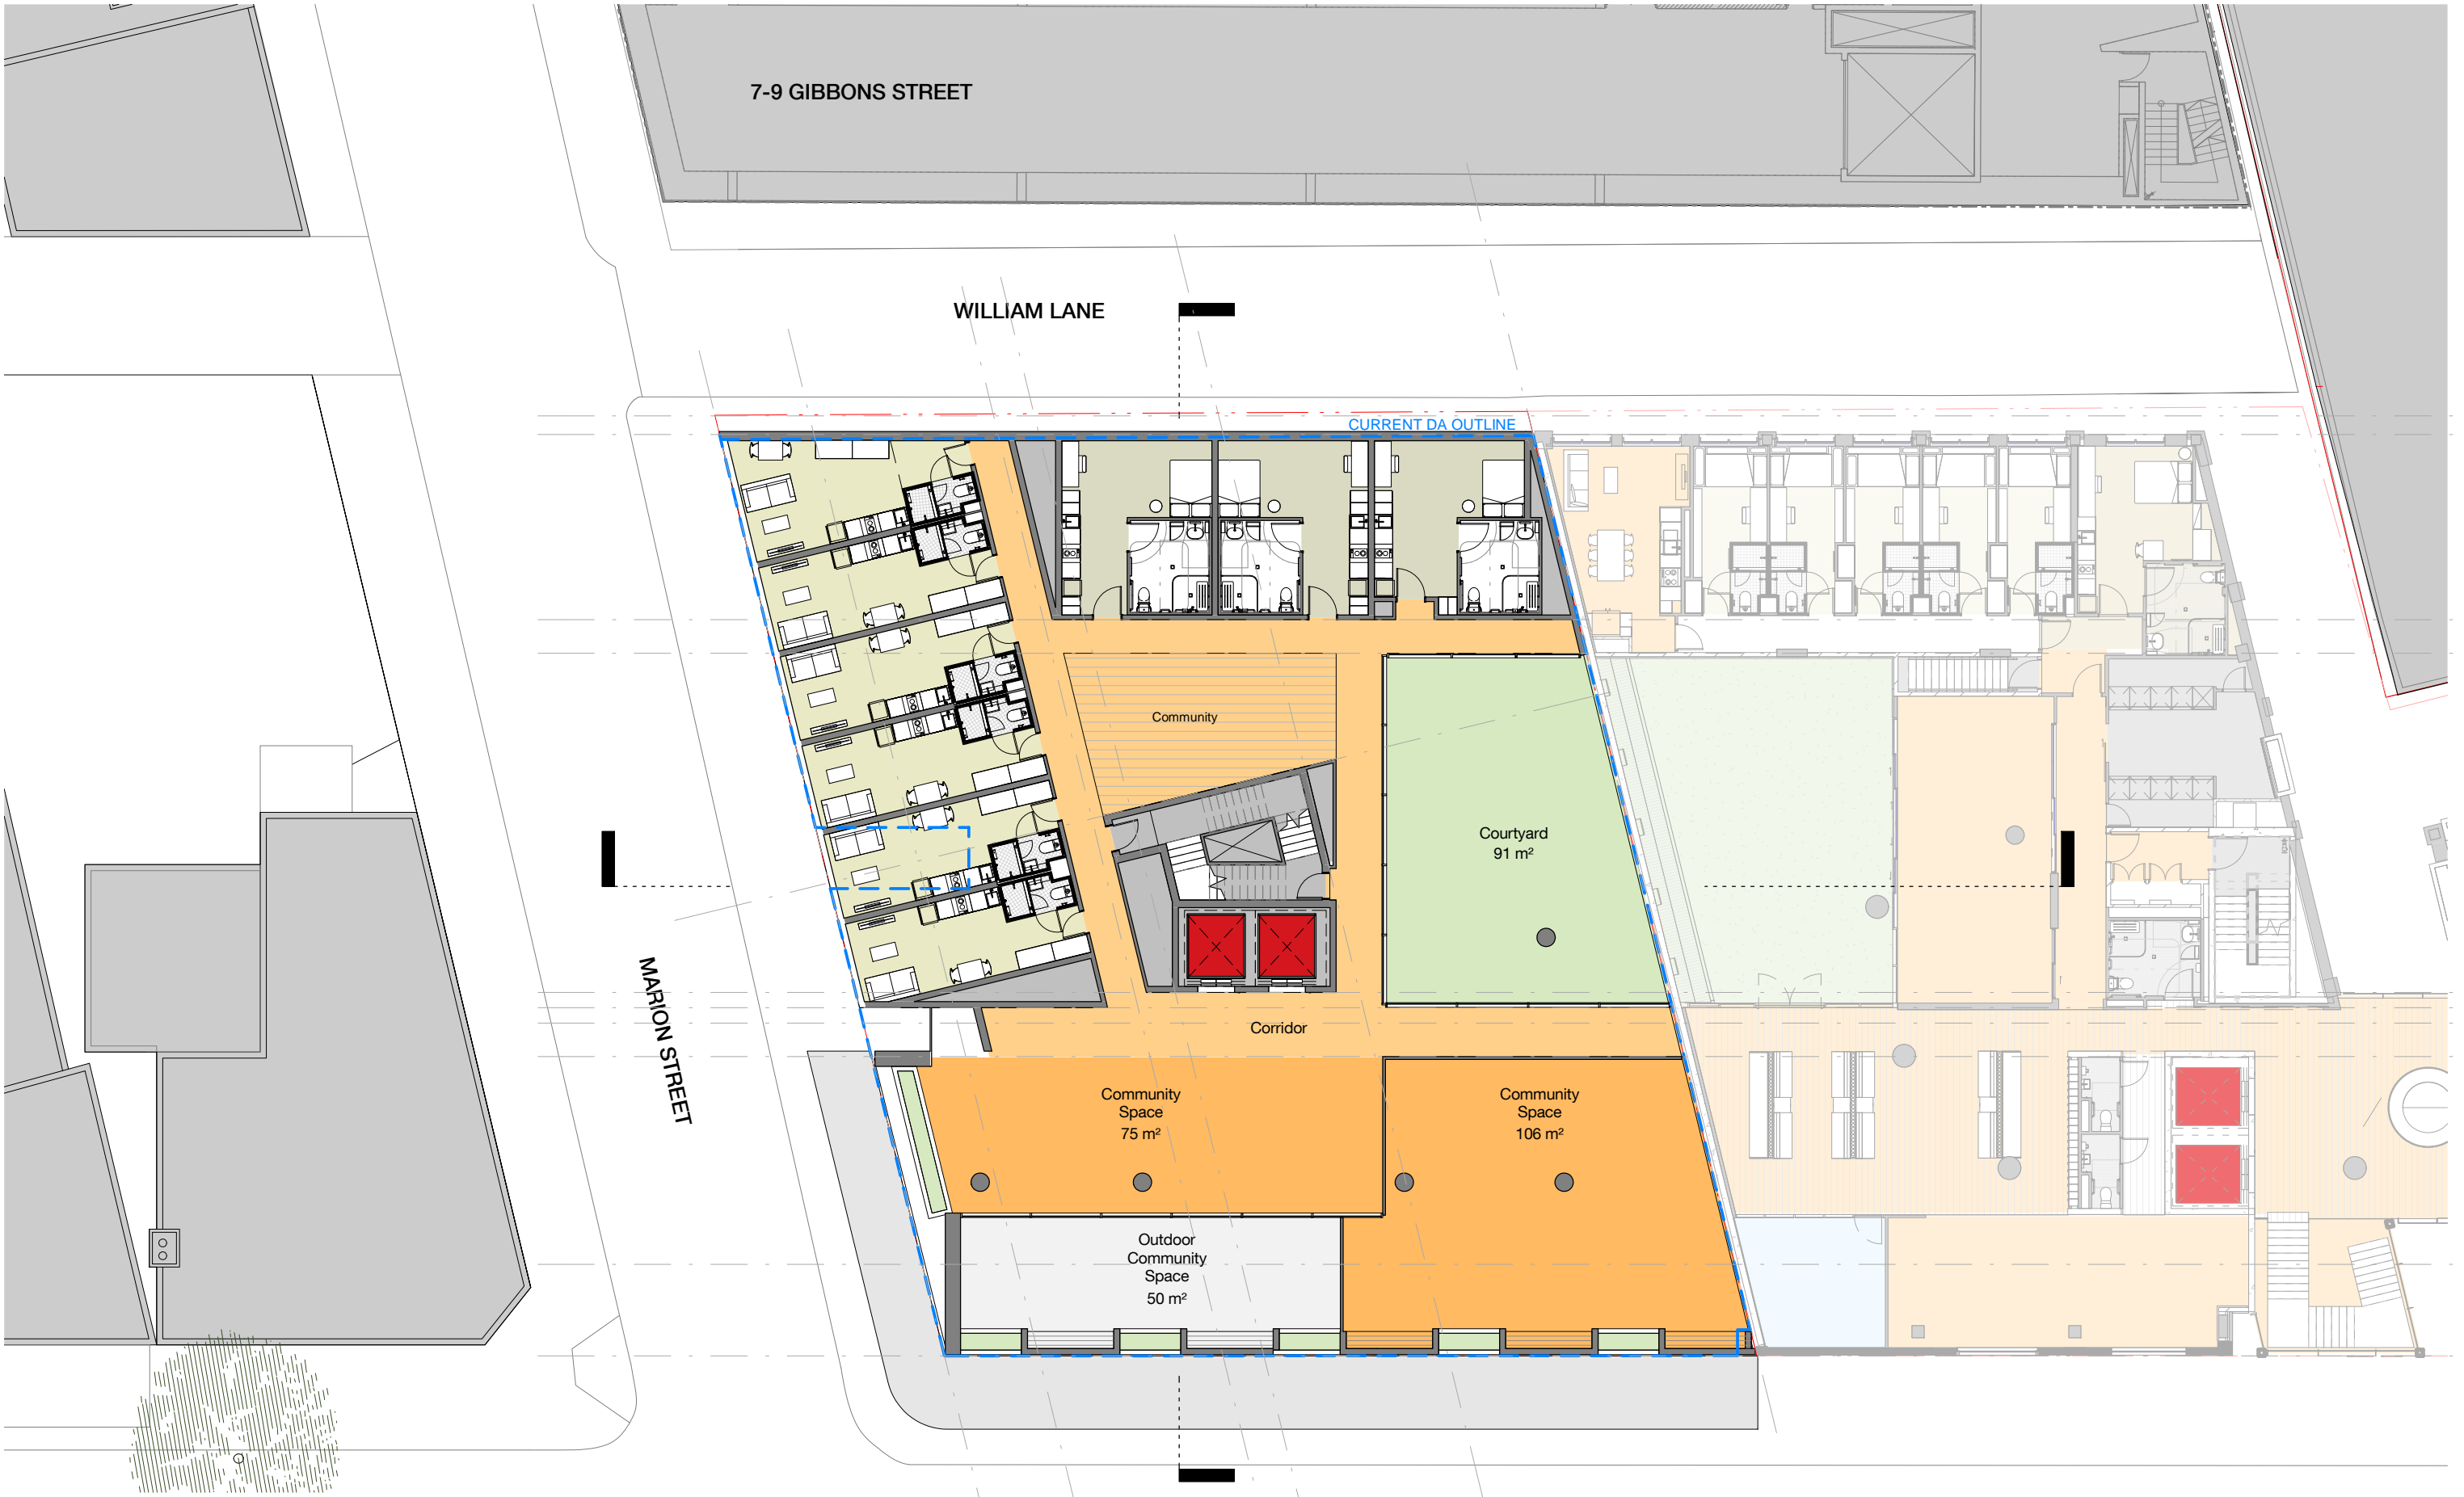 7-9 GIBBONS STREET
WILLIAM LANE
CURRENT DA OUTLINE
Community
Courtyard
91 m²
MARION STREET
Corridor
Community
Space
75 m²
Community
Space
106 m²
Outdoor
Community
Space
50 m²